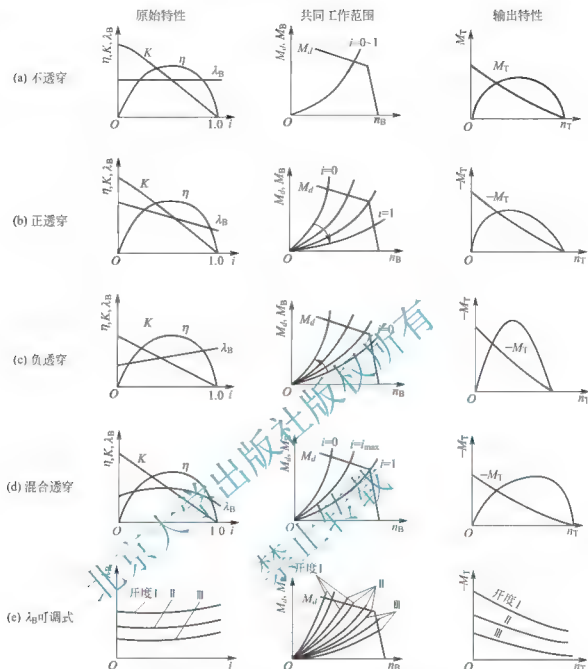 原始特性
共同工作范围
输出特性
(a) 不透穿
η,K,λB
K
η
λB
O
1.0
i
Md, MB
Md
i=0~1
O
nB
MT
MT
O
nT
(b) 正透穿
η,K,λB
K
η
λB
O
1.0
i
Md, MB
i=0
Md
i=1
O
nB
-MT
-MT
O
nT
(c) 负透穿
η,K,λB
K
η
λB
O
1.0
i
Md, MB
Md
i=0
O
nB
-MT
-MT
O
nT
(d) 混合透穿
η,K,λB
K
η
λB
O
1.0
i
Md, MB
i=0
i=imax
Md
i=1
O
nB
-MT
-MT
O
nT
(e) λB可调式
λB
开度Ⅰ
Ⅱ
Ⅲ
O
i
Md, MB
开度Ⅰ
Md
Ⅱ
Ⅲ
O
nB
-MT
开度Ⅰ
Ⅱ
Ⅲ
O
nT
北京大学出版社版权所有
禁止转载